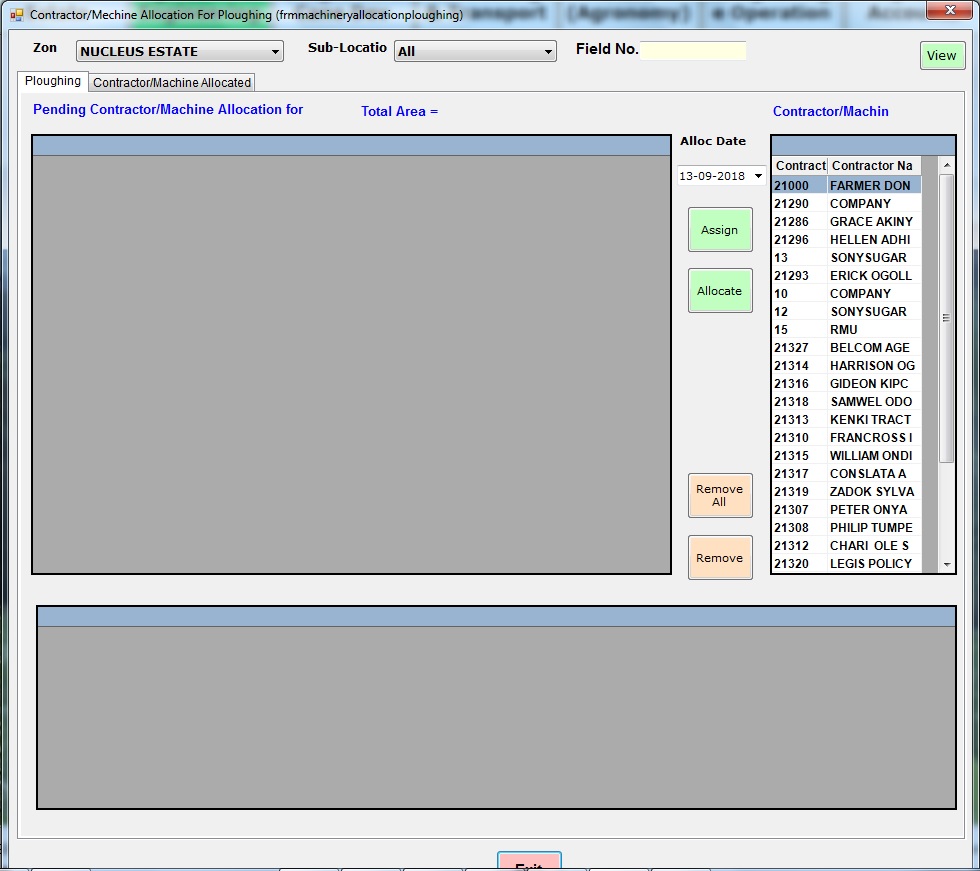 Contractor/Mechine Allocation For Ploughing (frmmachineryallocationploughing)
Transport (Agronomy) e Operation
Zon NUCLEUS ESTATE Sub-Locatio All Field No. View
Ploughing Contractor/Machine Allocated
Pending Contractor/Machine Allocation for Total Area = Contractor/Machin
Alloc Date
13-09-2018
Assign
Allocate
Remove
All
Remove
Contract Contractor Na
21000 FARMER DON
21290 COMPANY
21286 GRACE AKINY
21296 HELLEN ADHI
13 SONYSUGAR
21293 ERICK OGOLL
10 COMPANY
12 SONYSUGAR
15 RMU
21327 BELCOM AGE
21314 HARRISON OG
21316 GIDEON KIPC
21318 SAMWEL ODO
21313 KENKI TRACT
21310 FRANCROSS I
21315 WILLIAM ONDI
21317 CONSLATA A
21319 ZADOK SYLVA
21307 PETER ONYA
21308 PHILIP TUMPE
21312 CHARI OLE S
21320 LEGIS POLICY
Exit